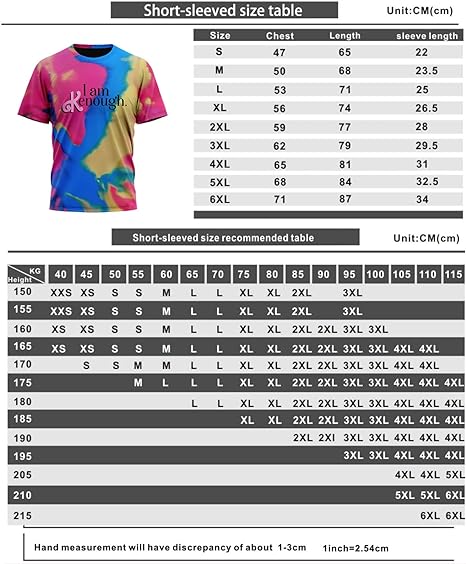 Short-sleeved size table Unit:CM(cm)
Size Chest Length sleeve length
S 47 65 22
M 50 68 23.5
L 53 71 25
XL 56 74 26.5
2XL 59 77 28
3XL 62 79 29.5
4XL 65 81 31
5XL 68 84 32.5
6XL 71 87 34
I am
Kenough.
Short-sleeved size recommended table Unit:CM(cm)
KG
Height 40 45 50 55 60 65 70 75 80 85 90 95 100 105 110 115
150 XXS XS S S M L L XL XL 2XL 3XL
155 XXS XS S S M L L XL XL 2XL 3XL
160 XS XS S S M L L XL XL 2XL 2XL 3XL 3XL
165 XS XS S S M L L XL XL 2XL 2XL 3XL 3XL 4XL 4XL
170 S S M M L L XL XL 2XL 2XL 3XL 3XL 4XL 4XL
175 M L L L XL XL 2XL 2XL 3XL 3XL 4XL 4XL 4XL
180 L L XL XL 2XL 2XL 3XL 3XL 4XL 4XL 4XL
185 XL XL 2XL 2XL 3XL 3XL 4XL 4XL 4XL
190 2XL 2XI 3XL 3XL 4XL 4XL 4XL
195 3XL 3XL 4XL 4XL 4XL
205 4XL 4XL 5XL
210 5XL 5XL 6XL
215 6XL 6XL
Hand measurement will have discrepancy of about 1-3cm 1inch=2.54cm